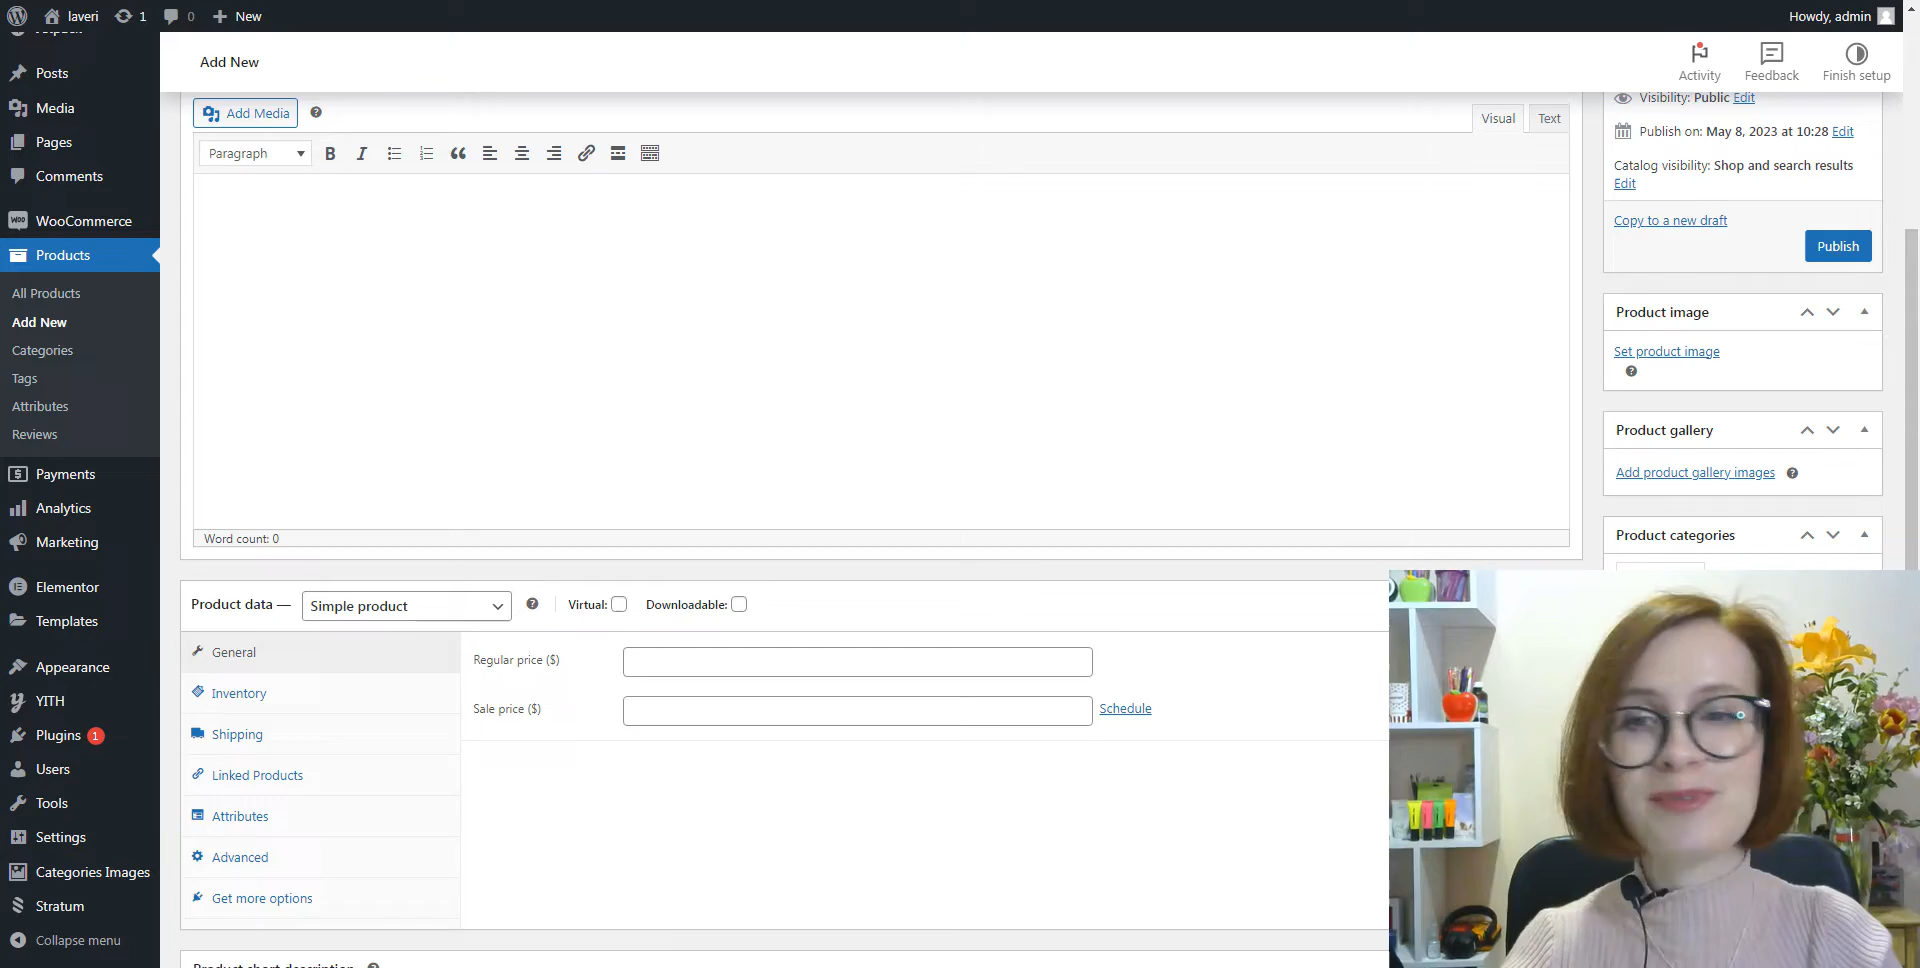 laveri 1 0 New
Howdy, admin
Posts
Media
Pages
Comments
WooCommerce
Products
All Products
Add New
Categories
Tags
Attributes
Reviews
Payments
Analytics
Marketing
Elementor
Templates
Appearance
YITH
Plugins 1
Users
Tools
Settings
Categories Images
Stratum
Collapse menu
Add New
Activity
Feedback
Finish setup
Add Media
Visual
Text
Paragraph
Word count: 0
Product data —
Simple product
Virtual:
Downloadable:
General
Inventory
Shipping
Linked Products
Attributes
Advanced
Get more options
Regular price ($)
Sale price ($)
Schedule
Product short description
Visibility: Public Edit
Publish on: May 8, 2023 at 10:28 Edit
Catalog visibility: Shop and search results
Edit
Copy to a new draft
Publish
Product image
Set product image
Product gallery
Add product gallery images
Product categories